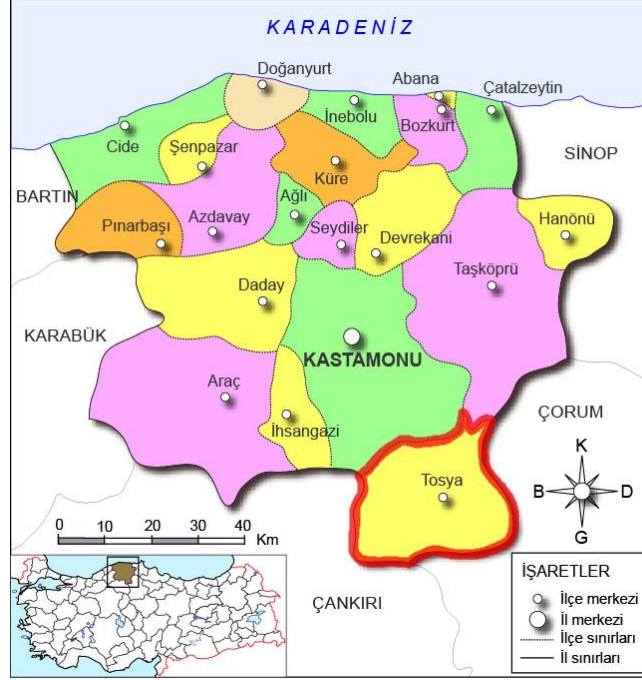 KARADENİZ
Doğanyurt
Abana
Çatalzeytin
İnebolu
Bozkurt
Cide
Şenpazar
SİNOP
Küre
BARTIN
Ağlı
Pınarbaşı
Azdavay
Seydiler
Devrekani
Hanönü
Taşköprü
Daday
KARABÜK
KASTAMONU
Araç
İhsangazi
ÇORUM
Tosya
K
B D
G
0 10 20 30 40
Km
ÇANKIRI
İŞARETLER
İlçe merkezi
İl merkezi
İlçe sınırları
İl sınırları